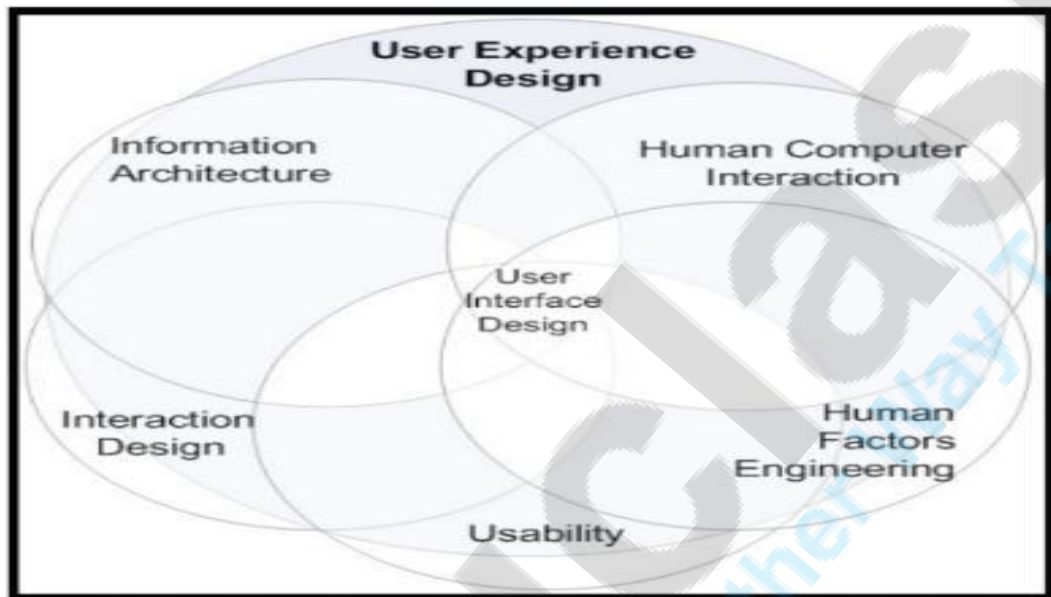 User Experience
Design
Information
Architecture
Human Computer
Interaction
User
Interface
Design
Interaction
Design
Human
Factors
Engineering
Usability